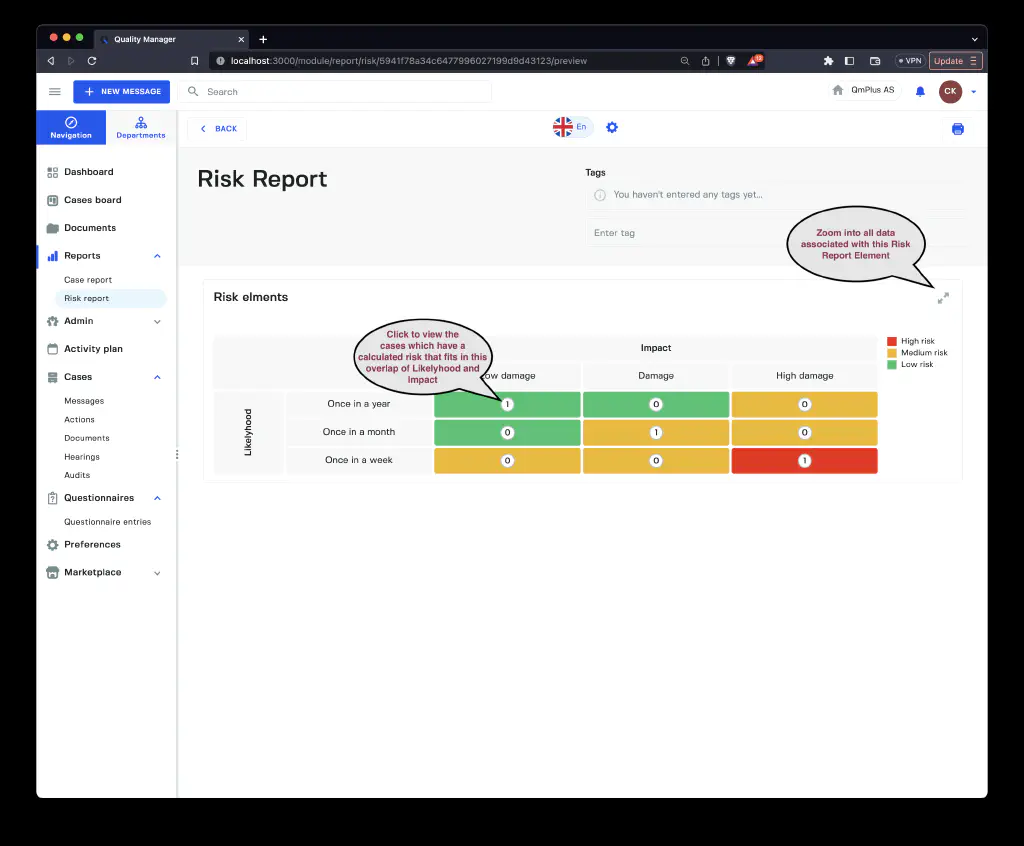 Quality Manager
localhost:3000/module/report/risk/5941f78a34c6477996027199d9d43123/preview
VPN
Update
NEW MESSAGE
Search
QmPlus AS
CK
Navigation
Departments
BACK
En
Dashboard
Cases board
Documents
Reports
Case report
Risk report
Admin
Activity plan
Cases
Messages
Actions
Documents
Hearings
Audits
Questionnaires
Questionnaire entries
Preferences
Marketplace
Risk Report
Tags
You haven't entered any tags yet...
Enter tag
Zoom into all data
associated with this Risk
Report Element
Risk elments
Click to view the
cases which have a
calculated risk that fits in this
overlap of Likelyhood and
Impact
Impact
ow damage
Damage
High damage
High risk
Medium risk
Low risk
Likelyhood
Once in a year
1
0
0
Once in a month
0
1
0
Once in a week
0
0
1